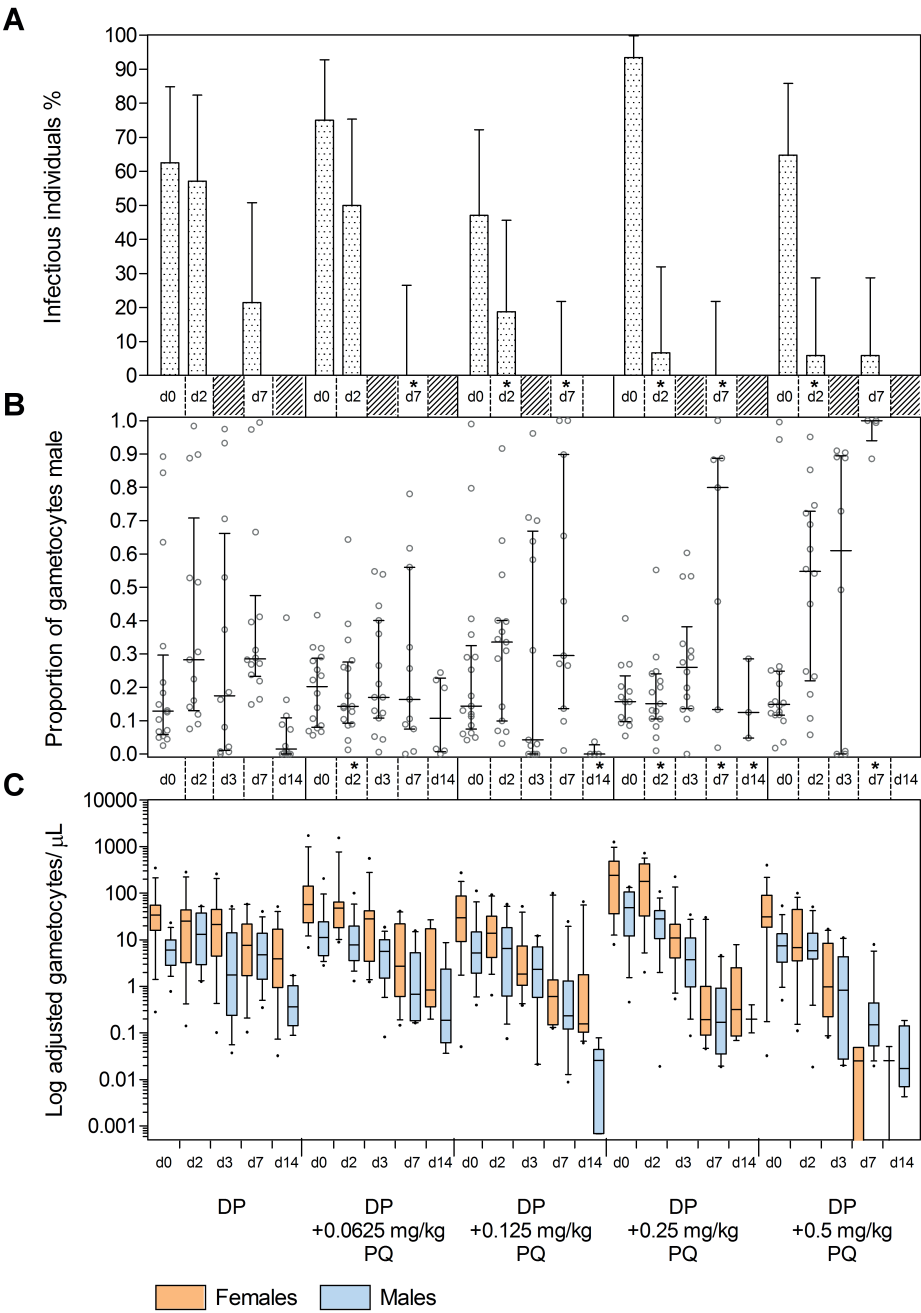 A
Infectious individuals %
100
90
80
70
60
50
40
30
20
10
0
* * * * * *
d0 d2 d7 d0 d2 d7 d0 d2 d7 d0 d2 d7 d0 d2 d7
B
Proportion of gametocytes male
1.0
0.9
0.8
0.7
0.6
0.5
0.4
0.3
0.2
0.1
0.0
* * * * * *
d0 d2 d3 d7 d14 d0 d2 d3 d7 d14 d0 d2 d3 d7 d14 d0 d2 d3 d7 d14 d0 d2 d3 d7 d14
C
Log adjusted gametocytes/ µL
10000
1000
100
10
1
0.1
0.01
0.001
d0 d2 d3 d7 d14 d0 d2 d3 d7 d14 d0 d2 d3 d7 d14 d0 d2 d3 d7 d14 d0 d2 d3 d7 d14
DP
DP
+0.0625 mg/kg
PQ
DP
+0.125 mg/kg
PQ
DP
+0.25 mg/kg
PQ
DP
+0.5 mg/kg
PQ
Females Males